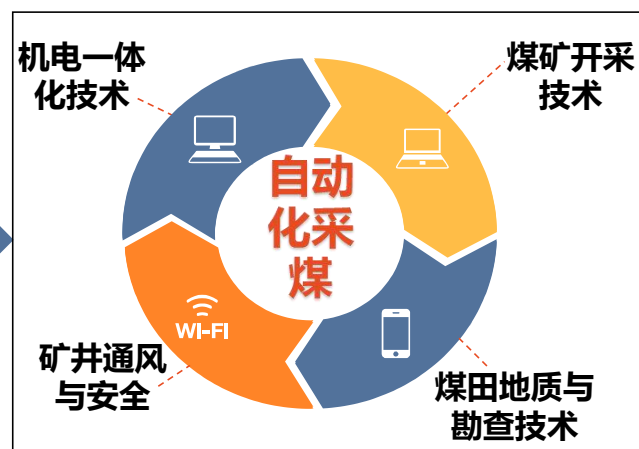 机电一体
化技术
煤矿开采
技术
自动
化采
煤
WI-FI
矿井通风
与安全
煤田地质与
勘查技术